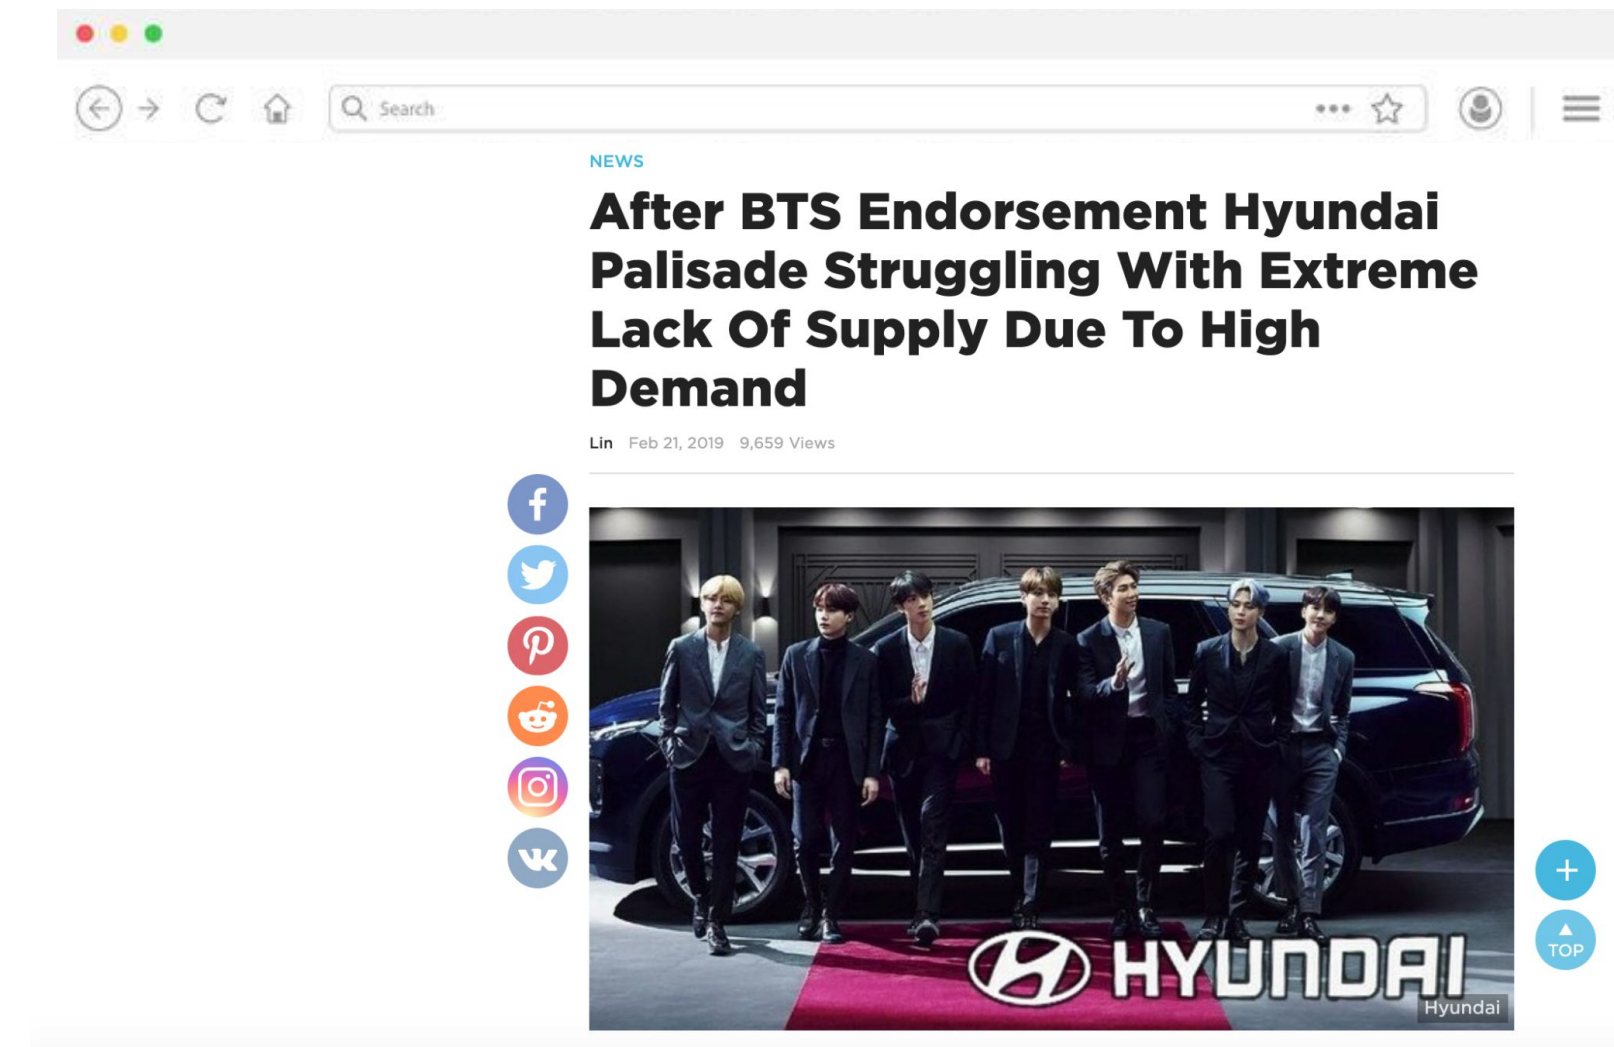 Search
NEWS
After BTS Endorsement Hyundai
Palisade Struggling With Extreme
Lack Of Supply Due To High
Demand
Lin Feb 21, 2019 9,659 Views
HYUNDAI
Hyundai
TOP